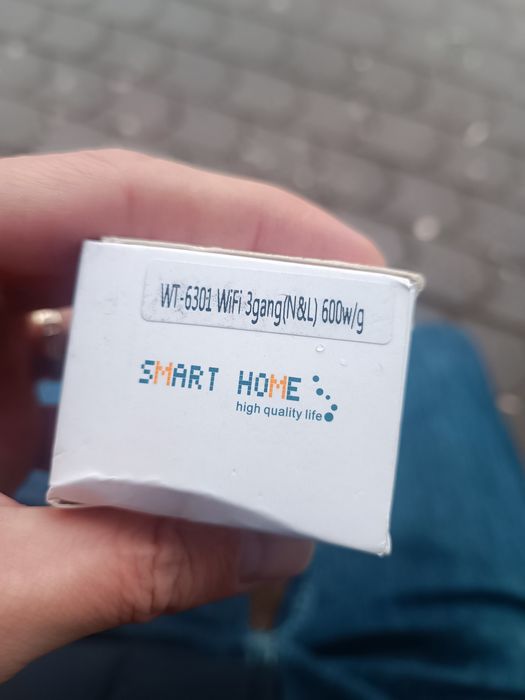 WT-6301 WiFi 3gang(N&L) 600w/g
SMART HOME
high quality life